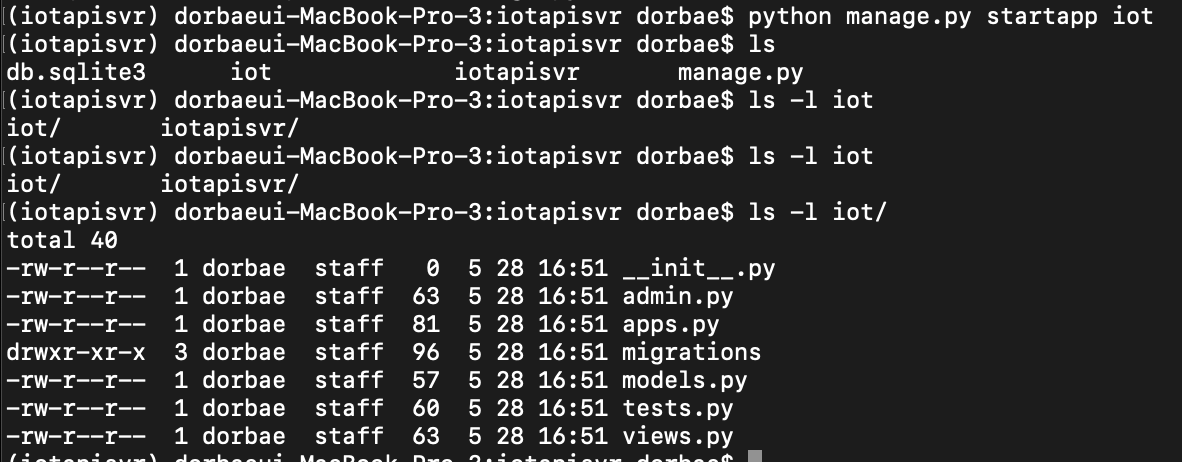 (iotapisvr) dorbaeui-MacBook-Pro-3:iotapisvr dorbae$ python manage.py startapp iot
(iotapisvr) dorbaeui-MacBook-Pro-3:iotapisvr dorbae$ ls
db.sqlite3 iot iotapisvr manage.py
(iotapisvr) dorbaeui-MacBook-Pro-3:iotapisvr dorbae$ ls -l iot
iot/ iotapisvr/
(iotapisvr) dorbaeui-MacBook-Pro-3:iotapisvr dorbae$ ls -l iot
iot/ iotapisvr/
(iotapisvr) dorbaeui-MacBook-Pro-3:iotapisvr dorbae$ ls -l iot/
total 40
-rw-r--r-- 1 dorbae staff 0 5 28 16:51 __init__.py
-rw-r--r-- 1 dorbae staff 63 5 28 16:51 admin.py
-rw-r--r-- 1 dorbae staff 81 5 28 16:51 apps.py
drwxr-xr-x 3 dorbae staff 96 5 28 16:51 migrations
-rw-r--r-- 1 dorbae staff 57 5 28 16:51 models.py
-rw-r--r-- 1 dorbae staff 60 5 28 16:51 tests.py
-rw-r--r-- 1 dorbae staff 63 5 28 16:51 views.py
(iotapisvr) dorbaeui-MacBook-Pro-3:iotapisvr dorbae$